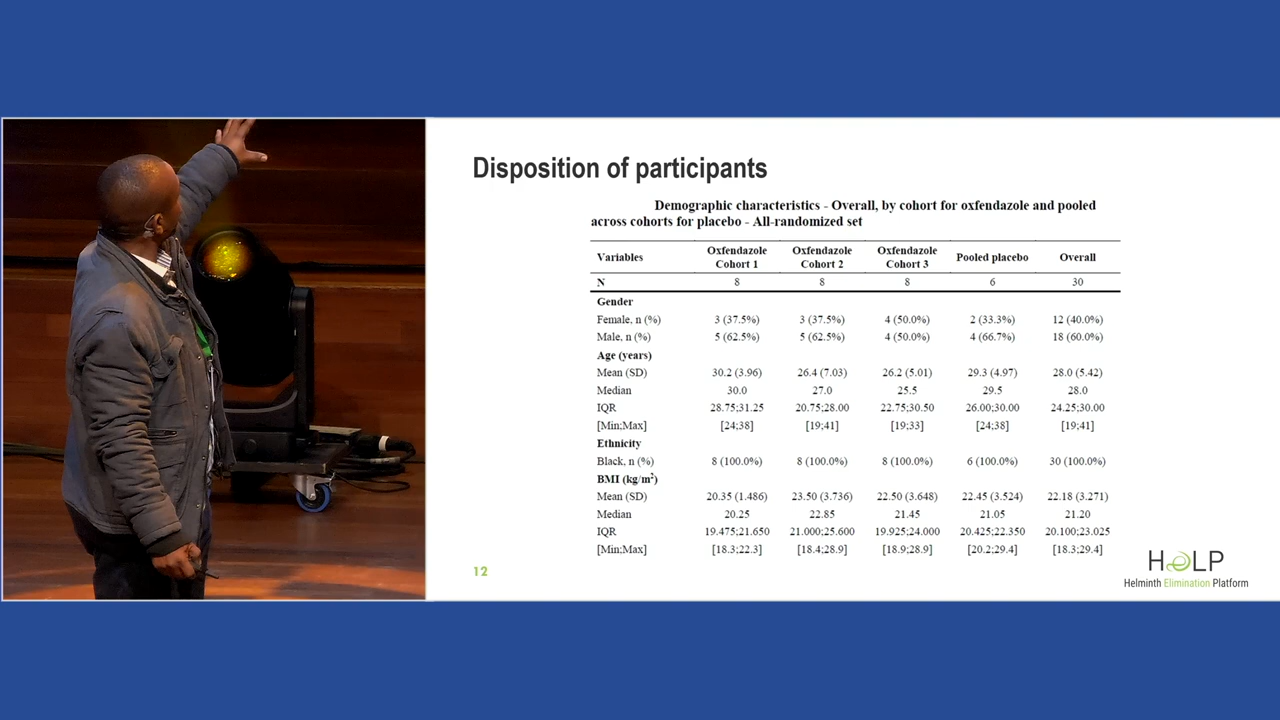 Disposition of participants
Demographic characteristics - Overall, by cohort for oxfendazole and pooled
across cohorts for placebo - All-randomized set
Variables Oxfendazole Cohort 1 Oxfendazole Cohort 2 Oxfendazole Cohort 3 Pooled placebo Overall
N 8 8 8 6 30
Gender
Female, n (%) 3 (37.5%) 3 (37.5%) 4 (50.0%) 2 (33.3%) 12 (40.0%)
Male, n (%) 5 (62.5%) 5 (62.5%) 4 (50.0%) 4 (66.7%) 18 (60.0%)
Age (years)
Mean (SD) 30.2 (3.96) 26.4 (7.03) 26.2 (5.01) 29.3 (4.97) 28.0 (5.42)
Median 30.0 27.0 25.5 29.5 28.0
IQR 28.75;31.25 20.75;28.00 22.75;30.50 26.00;30.00 24.25;30.00
[Min;Max] [24;38] [19;41] [19;33] [24;38] [19;41]
Ethnicity
Black, n (%) 8 (100.0%) 8 (100.0%) 8 (100.0%) 6 (100.0%) 30 (100.0%)
BMI (kg/m²)
Mean (SD) 20.35 (1.486) 23.50 (3.736) 22.50 (3.648) 22.45 (3.524) 22.18 (3.271)
Median 20.25 22.85 21.45 21.05 21.20
IQR 19.475;21.650 21.000;25.600 19.925;24.000 20.425;22.350 20.100;23.025
[Min;Max] [18.3;22.3] [18.4;28.9] [18.9;28.9] [20.2;29.4] [18.3;29.4]
12
HeLP
Helminth Elimination Platform